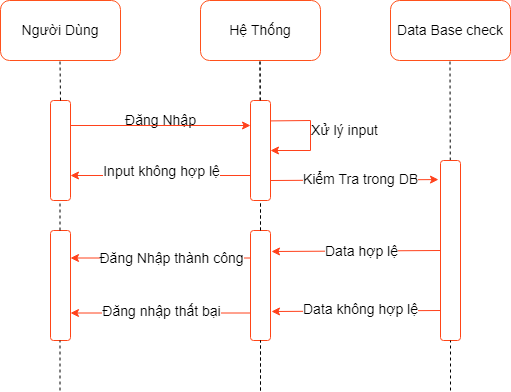 Người Dùng
Hệ Thống
Data Base check
Đăng Nhập
Xử lý input
Input không hợp lệ
Kiểm Tra trong DB
Data hợp lệ
Đăng Nhập thành công
Data không hợp lệ
Đăng nhập thất bại